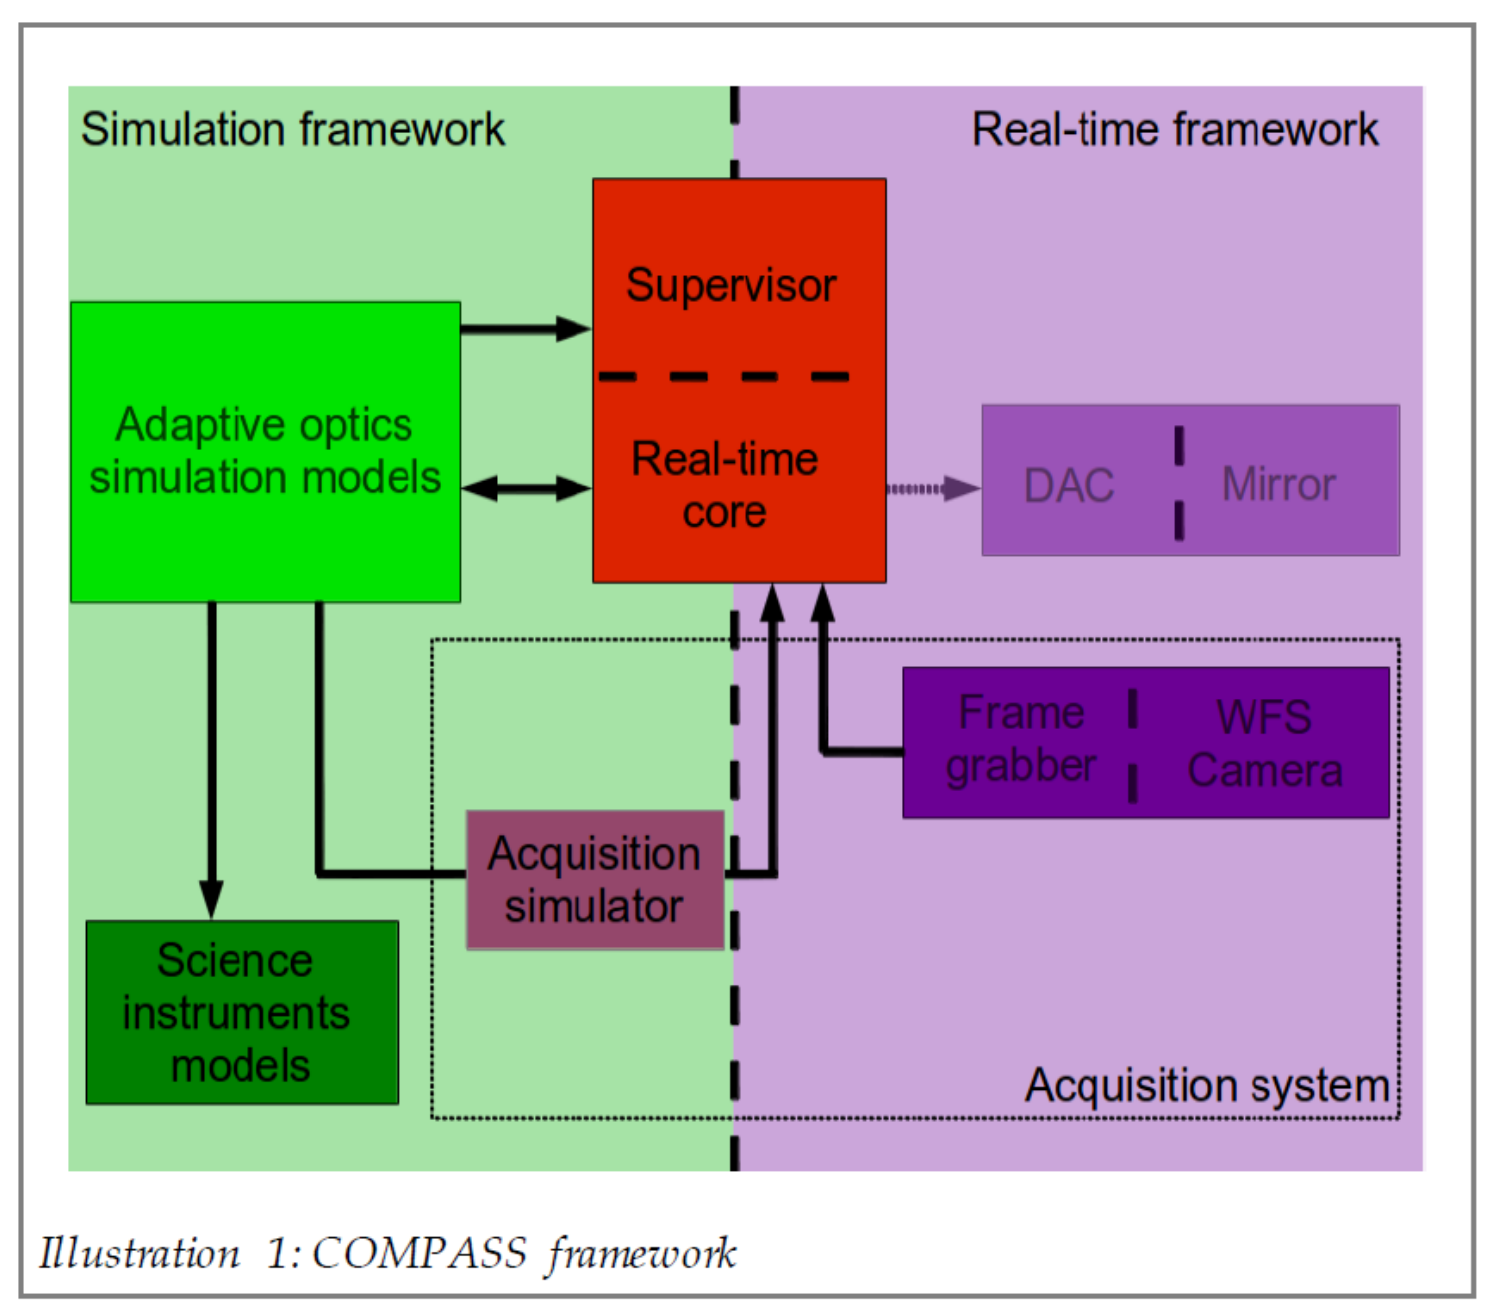 Simulation framework
Real-time framework
Supervisor
Adaptive optics
simulation models
Real-time
core
DAC
Mirror
Frame
grabber
WFS
Camera
Acquisition
simulator
Science
instruments
models
Acquisition system
Illustration 1: COMPASS framework